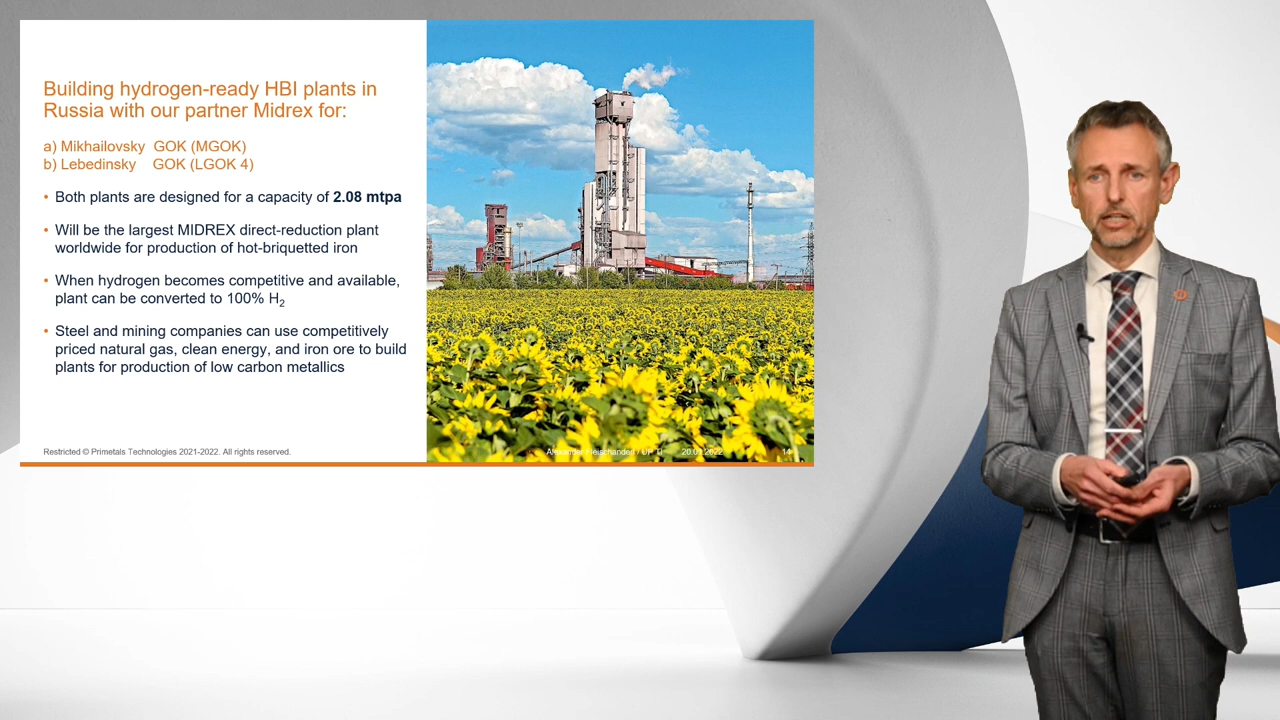 Building hydrogen-ready HBI plants in
Russia with our partner Midrex for:
a) Mikhailovsky GOK (MGOK)
b) Lebedinsky GOK (LGOK 4)
• Both plants are designed for a capacity of 2.08 mtpa
• Will be the largest MIDREX direct-reduction plant
worldwide for production of hot-briquetted iron
• When hydrogen becomes competitive and available,
plant can be converted to 100% H₂
• Steel and mining companies can use competitively
priced natural gas, clean energy, and iron ore to build
plants for production of low carbon metallics
Restricted © Primetals Technologies 2021-2022. All rights reserved.
Alexander Fleischanderl / UP 14